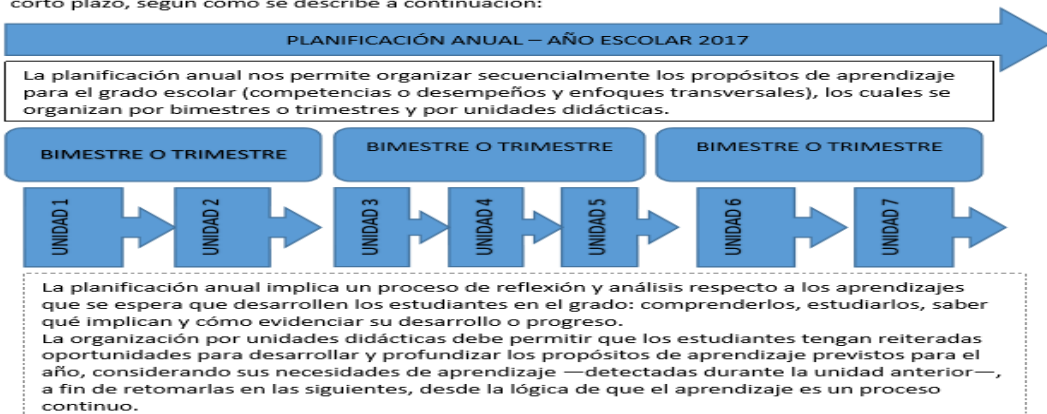 corto plazo, según como se describe a continuación:
PLANIFICACIÓN ANUAL – AÑO ESCOLAR 2017
La planificación anual nos permite organizar secuencialmente los propósitos de aprendizaje
para el grado escolar (competencias o desempeños y enfoques transversales), los cuales se
organizan por bimestres o trimestres y por unidades didácticas.
BIMESTRE O TRIMESTRE
BIMESTRE O TRIMESTRE
BIMESTRE O TRIMESTRE
UNIDAD 1
UNIDAD 2
UNIDAD 3
UNIDAD 4
UNIDAD 5
UNIDAD 6
UNIDAD 7
La planificación anual implica un proceso de reflexión y análisis respecto a los aprendizajes
que se espera que desarrollen los estudiantes en el grado: comprenderlos, estudiarlos, saber
qué implican y cómo evidenciar su desarrollo o progreso.
La organización por unidades didácticas debe permitir que los estudiantes tengan reiteradas
oportunidades para desarrollar y profundizar los propósitos de aprendizaje previstos para el
año, considerando sus necesidades de aprendizaje —detectadas durante la unidad anterior—,
a fin de retomarlas en las siguientes, desde la lógica de que el aprendizaje es un proceso
continuo.